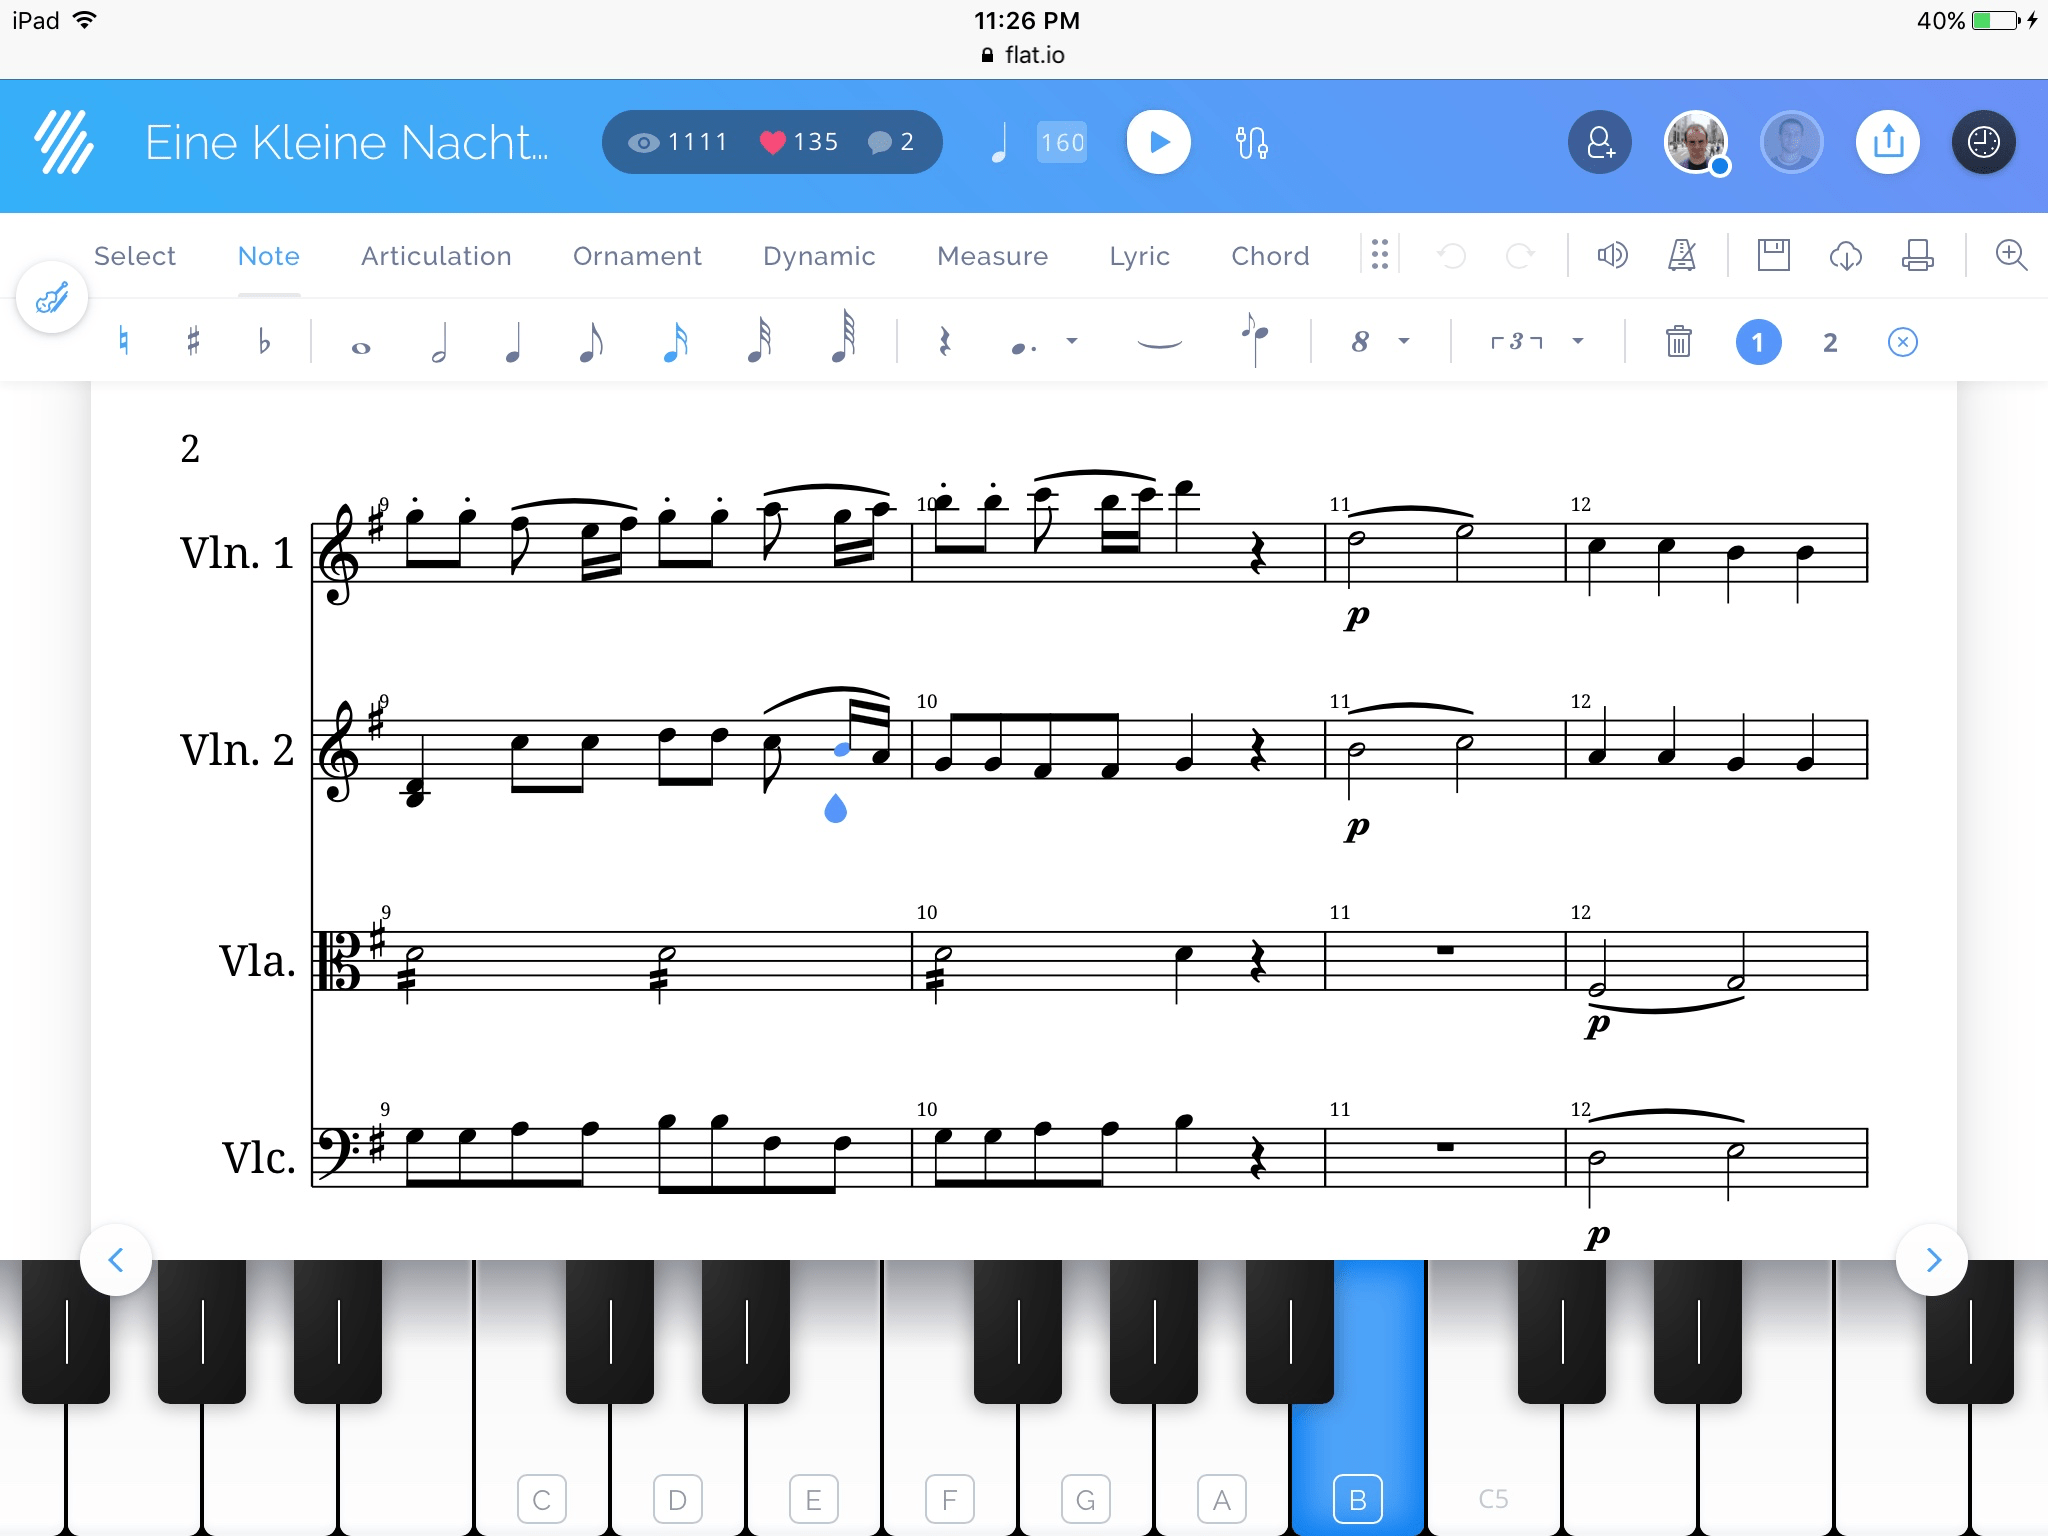 iPad 11:26 PM 40%
flat.io
Eine Kleine Nacht... 1111 135 2 160
Select Note Articulation Ornament Dynamic Measure Lyric Chord
8 3 1 2
2
9 10 11 12
Vln. 1
p
9 10 11 12
Vln. 2
p
9 10 11 12
Vla.
p
9 10 11 12
Vlc.
p
C D E F G A B C5